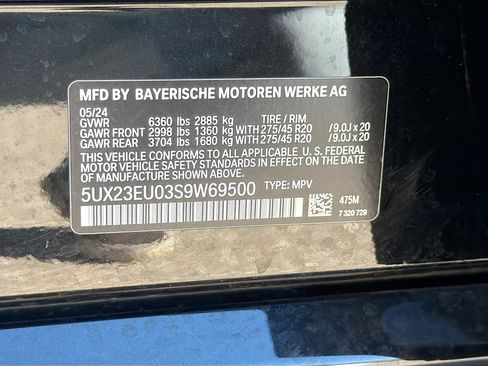 MFD BY BAYERISCHE MOTOREN WERKE AG
05/24
GVWR 6360 lbs 2885 kg TIRE / RIM
GAWR FRONT 2998 lbs 1360 kg WITH 275/45 R20 / 9.0J x 20
GAWR REAR 3704 lbs 1680 kg WITH 275/45 R20 / 9.0J x 20
THIS VEHICLE CONFORMS TO ALL APPLICABLE U. S. FEDERAL
MOTOR VEHICLE SAFETY STANDARDS IN EFFECT ON THE DATE
OF MANUFACTURE SHOWN ABOVE.
5UX23EU03S9W69500 TYPE: MPV
475M
7 320 729